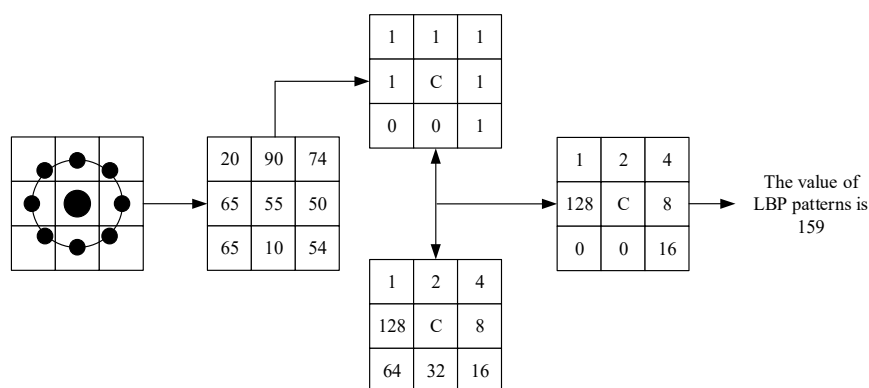 1 1 1
1 C 1
0 0 1
20 90 74
65 55 50
65 10 54
1 2 4
128 C 8
0 0 16
The value of
LBP patterns is
159
1 2 4
128 C 8
64 32 16